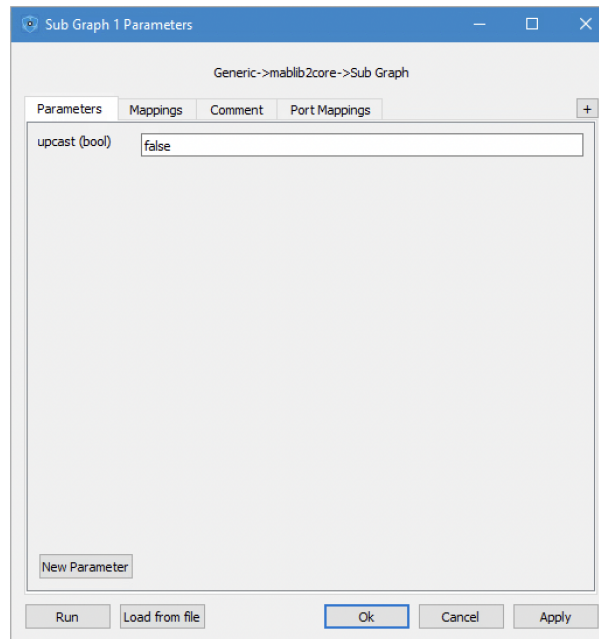 Sub Graph 1 Parameters
Generic->mablib2core->Sub Graph
Parameters Mappings Comment Port Mappings +
upcast (bool) false
New Parameter
Run Load from file Ok Cancel Apply